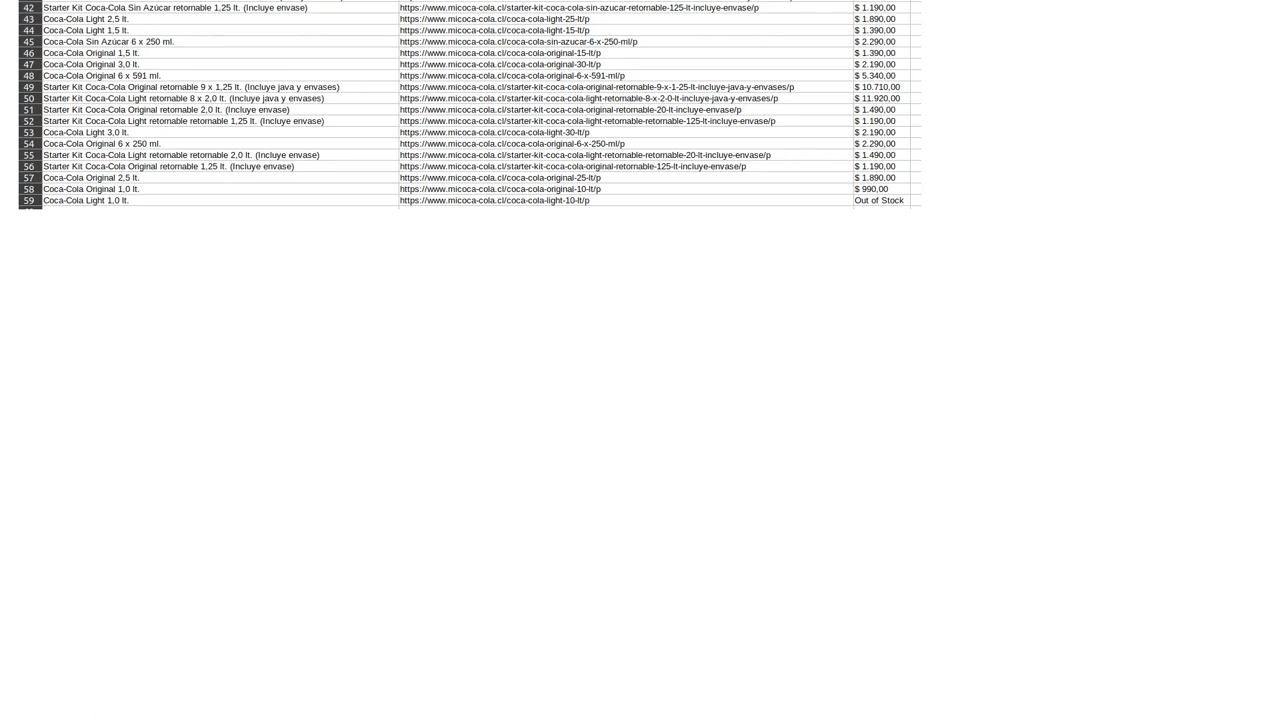 42 Starter Kit Coca-Cola Sin Azúcar retornable 1,25 lt. (Incluye envase) https://www.micoca-cola.cl/starter-kit-coca-cola-sin-azucar-retornable-125-lt-incluye-envase/p $ 1.190,00
43 Coca-Cola Light 2,5 lt. https://www.micoca-cola.cl/coca-cola-light-25-lt/p $ 1.890,00
44 Coca-Cola Light 1,5 lt. https://www.micoca-cola.cl/coca-cola-light-15-lt/p $ 1.390,00
45 Coca-Cola Sin Azúcar 6 x 250 ml. https://www.micoca-cola.cl/coca-cola-sin-azucar-6-x-250-ml/p $ 2.290,00
46 Coca-Cola Original 1,5 lt. https://www.micoca-cola.cl/coca-cola-original-15-lt/p $ 1.390,00
47 Coca-Cola Original 3,0 lt. https://www.micoca-cola.cl/coca-cola-original-30-lt/p $ 2.190,00
48 Coca-Cola Original 6 x 591 ml. https://www.micoca-cola.cl/coca-cola-original-6-x-591-ml/p $ 5.340,00
49 Starter Kit Coca-Cola Original retornable 9 x 1,25 lt. (Incluye java y envases) https://www.micoca-cola.cl/starter-kit-coca-cola-original-retornable-9-x-1-25-lt-incluye-java-y-envases/p $ 10.710,00
50 Starter Kit Coca-Cola Light retornable 8 x 2,0 lt. (Incluye java y envases) https://www.micoca-cola.cl/starter-kit-coca-cola-light-retornable-8-x-2-0-lt-incluye-java-y-envases/p $ 11.920,00
51 Starter Kit Coca-Cola Original retornable 2,0 lt. (Incluye envase) https://www.micoca-cola.cl/starter-kit-coca-cola-original-retornable-20-lt-incluye-envase/p $ 1.490,00
52 Starter Kit Coca-Cola Light retornable retornable 1,25 lt. (Incluye envase) https://www.micoca-cola.cl/starter-kit-coca-cola-light-retornable-retornable-125-lt-incluye-envase/p $ 1.190,00
53 Coca-Cola Light 3,0 lt. https://www.micoca-cola.cl/coca-cola-light-30-lt/p $ 2.190,00
54 Coca-Cola Original 6 x 250 ml. https://www.micoca-cola.cl/coca-cola-original-6-x-250-ml/p $ 2.290,00
55 Starter Kit Coca-Cola Light retornable retornable 2,0 lt. (Incluye envase) https://www.micoca-cola.cl/starter-kit-coca-cola-light-retornable-retornable-20-lt-incluye-envase/p $ 1.490,00
56 Starter Kit Coca-Cola Original retornable 1,25 lt. (Incluye envase) https://www.micoca-cola.cl/starter-kit-coca-cola-original-retornable-125-lt-incluye-envase/p $ 1.190,00
57 Coca-Cola Original 2,5 lt. https://www.micoca-cola.cl/coca-cola-original-25-lt/p $ 1.890,00
58 Coca-Cola Original 1,0 lt. https://www.micoca-cola.cl/coca-cola-original-10-lt/p $ 990,00
59 Coca-Cola Light 1,0 lt. https://www.micoca-cola.cl/coca-cola-light-10-lt/p Out of Stock